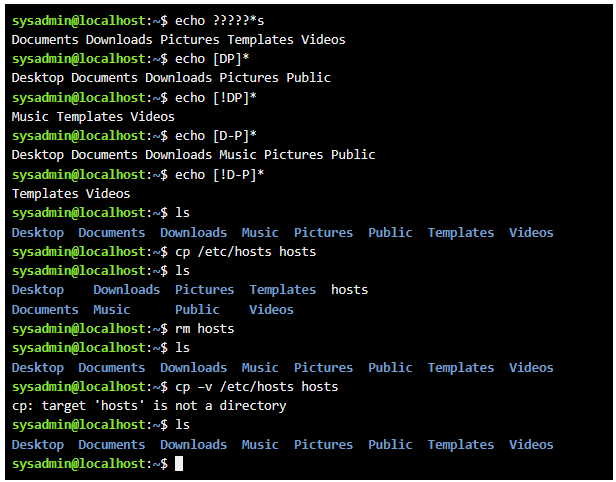 sysadmin@localhost:~$ echo ?????*s
Documents Downloads Pictures Templates Videos
sysadmin@localhost:~$ echo [DP]*
Desktop Documents Downloads Pictures Public
sysadmin@localhost:~$ echo [!DP]*
Music Templates Videos
sysadmin@localhost:~$ echo [D-P]*
Desktop Documents Downloads Music Pictures Public
sysadmin@localhost:~$ echo [!D-P]*
Templates Videos
sysadmin@localhost:~$ ls
Desktop  Documents  Downloads  Music  Pictures  Public  Templates  Videos
sysadmin@localhost:~$ cp /etc/hosts hosts
sysadmin@localhost:~$ ls
Desktop    Downloads  Pictures  Templates  hosts
Documents  Music      Public    Videos
sysadmin@localhost:~$ rm hosts
sysadmin@localhost:~$ ls
Desktop  Documents  Downloads  Music  Pictures  Public  Templates  Videos
sysadmin@localhost:~$ cp –v /etc/hosts hosts
cp: target 'hosts' is not a directory
sysadmin@localhost:~$ ls
Desktop  Documents  Downloads  Music  Pictures  Public  Templates  Videos
sysadmin@localhost:~$